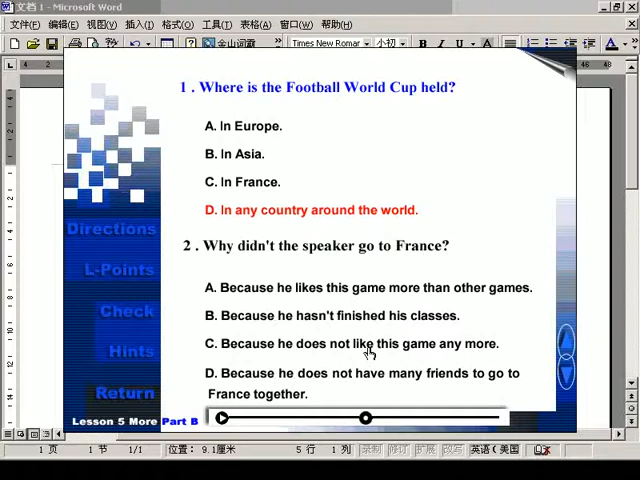 文档 1 - Microsoft Word
文件(F) 编辑(E) 视图(V) 插入(I) 格式(O) 工具(T) 表格(A) 窗口(W) 帮助(H)
金山词霸 Times New Romar 小初 B I U A
4 2 46 48
1 . Where is the Football World Cup held?
A. In Europe.
B. In Asia.
C. In France.
D. In any country around the world.
2 . Why didn't the speaker go to France?
A. Because he likes this game more than other games.
B. Because he hasn't finished his classes.
C. Because he does not like this game any more.
D. Because he does not have many friends to go to
France together.
Directions
L-Points
Check
Hints
Return
Lesson 5 More Part B
1 页 1 节 1/1 位置: 9.1厘米 5 行 1 列 录制 修订 扩展 改写 英语(美国